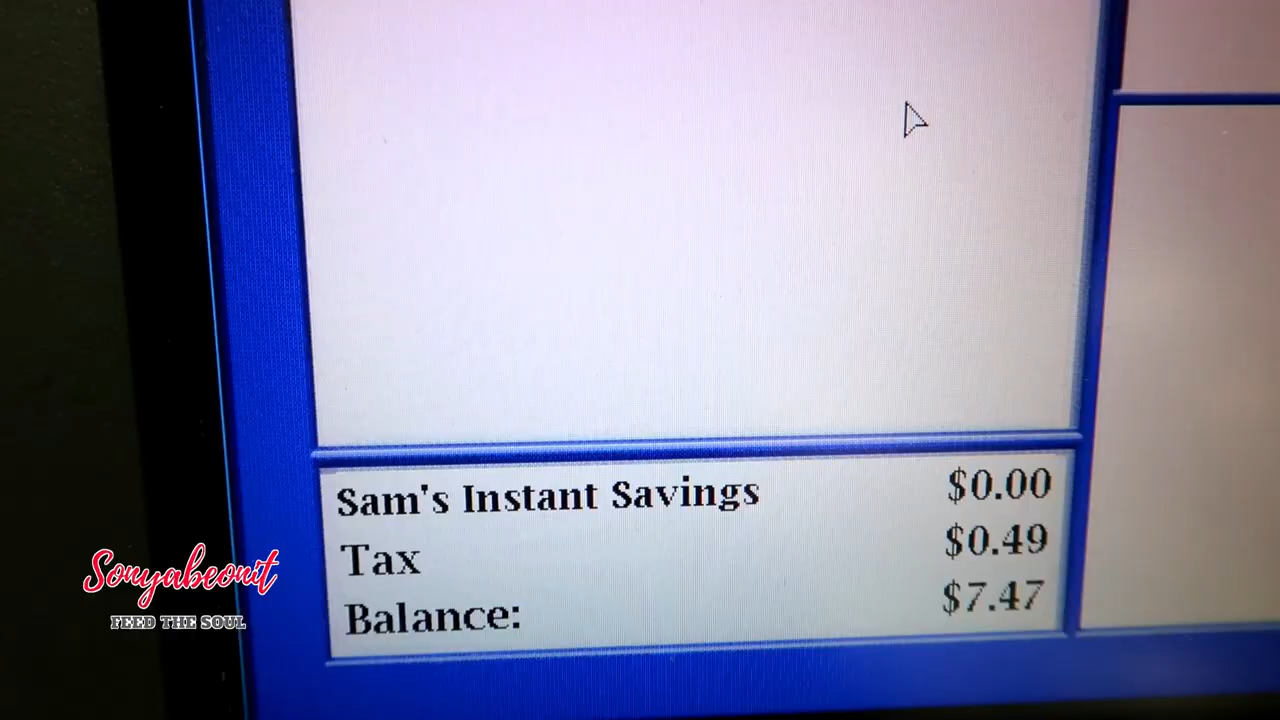 Sam's Instant Savings $0.00
Tax $0.49
Balance: $7.47
Sonyabeonit
FEED THE SOUL